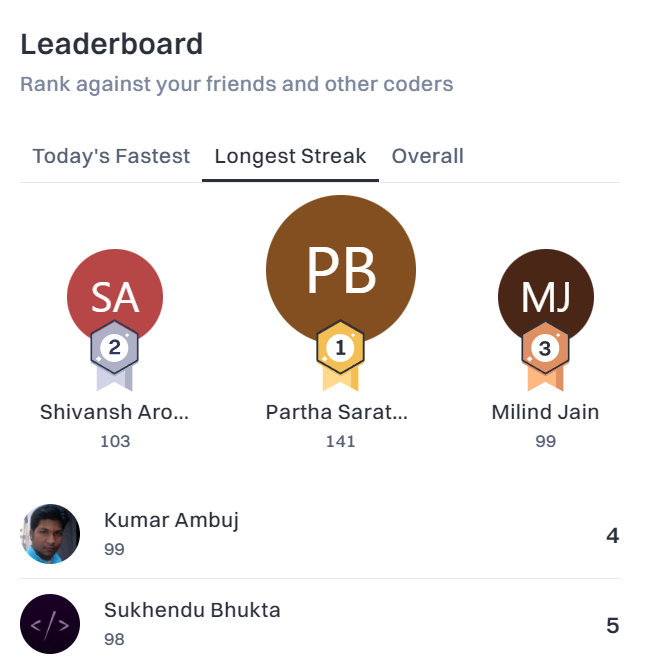 Leaderboard
Rank against your friends and other coders
Today's Fastest Longest Streak Overall
SA PB MJ
2 1 3
Shivansh Aro... Partha Sarat... Milind Jain
103 141 99
Kumar Ambuj
99
4
Sukhendu Bhukta
98
5
</>